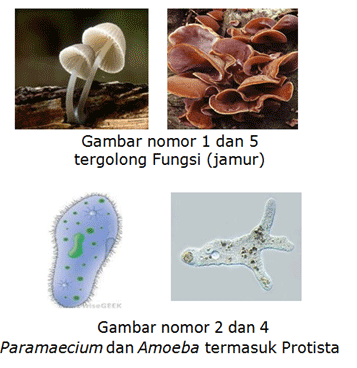 Gambar nomor 1 dan 5
tergolong Fungsi (jamur)
wiseGEEK
Gambar nomor 2 dan 4
Paramaecium dan Amoeba termasuk Protista